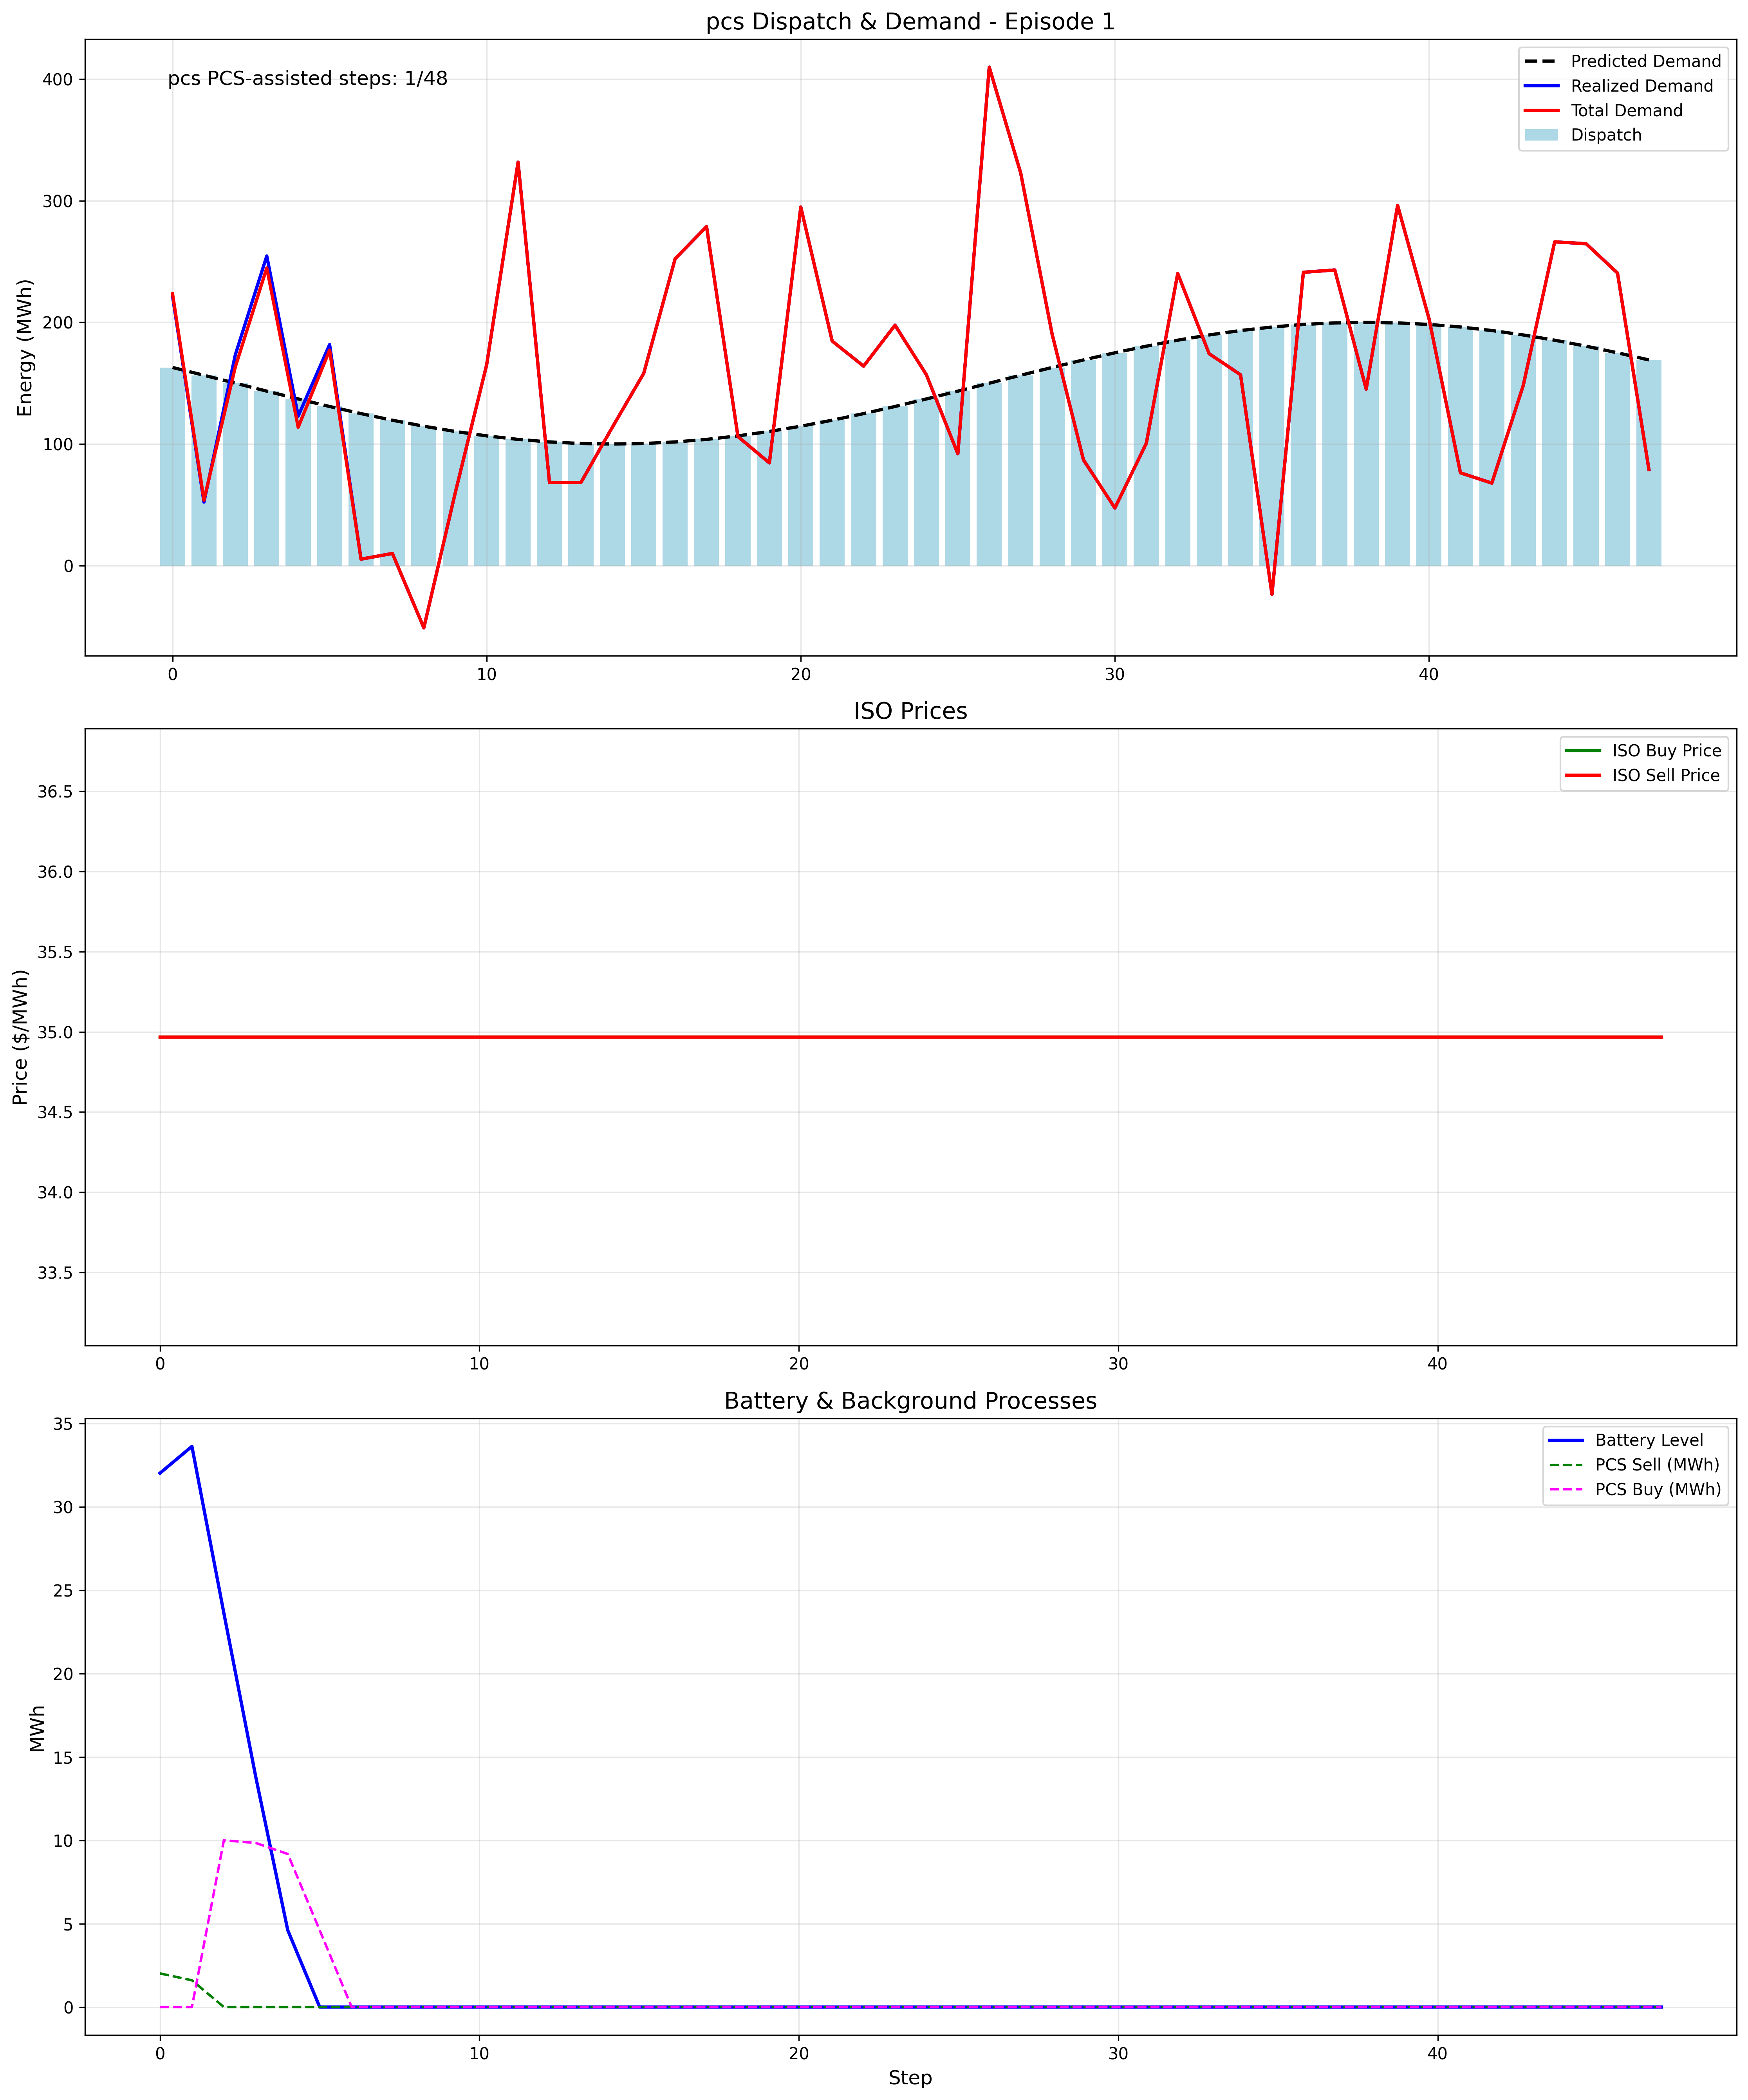 pcs Dispatch & Demand - Episode 1
pcs PCS-assisted steps: 1/48
Predicted Demand
Realized Demand
Total Demand
Dispatch
Energy (MWh)
400
300
200
100
0
0 10 20 30 40
ISO Prices
ISO Buy Price
ISO Sell Price
Price ($/MWh)
36.5
36.0
35.5
35.0
34.5
34.0
33.5
0 10 20 30 40
Battery & Background Processes
Battery Level
PCS Sell (MWh)
PCS Buy (MWh)
MWh
35
30
25
20
15
10
5
0
0 10 20 30 40
Step